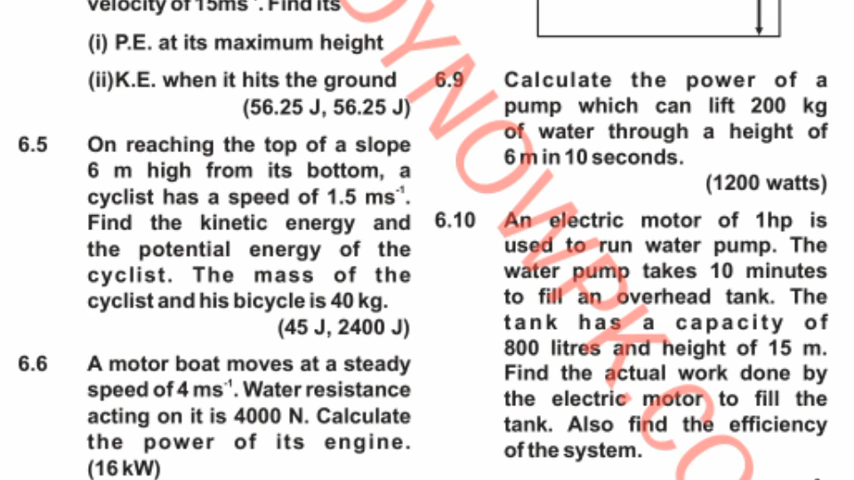 velocity of 15ms⁻¹. Find its
(i) P.E. at its maximum height
(ii)K.E. when it hits the ground
(56.25 J, 56.25 J)
6.5 On reaching the top of a slope
6 m high from its bottom, a
cyclist has a speed of 1.5 ms⁻¹.
Find the kinetic energy and
the potential energy of the
cyclist. The mass of the
cyclist and his bicycle is 40 kg.
(45 J, 2400 J)
6.6 A motor boat moves at a steady
speed of 4 ms⁻¹. Water resistance
acting on it is 4000 N. Calculate
the power of its engine.
(16 kW)
6.9 Calculate the power of a
pump which can lift 200 kg
of water through a height of
6 m in 10 seconds.
(1200 watts)
6.10 An electric motor of 1hp is
used to run water pump. The
water pump takes 10 minutes
to fill an overhead tank. The
tank has a capacity of
800 litres and height of 15 m.
Find the actual work done by
the electric motor to fill the
tank. Also find the efficiency
of the system.
YNOWPK.CO